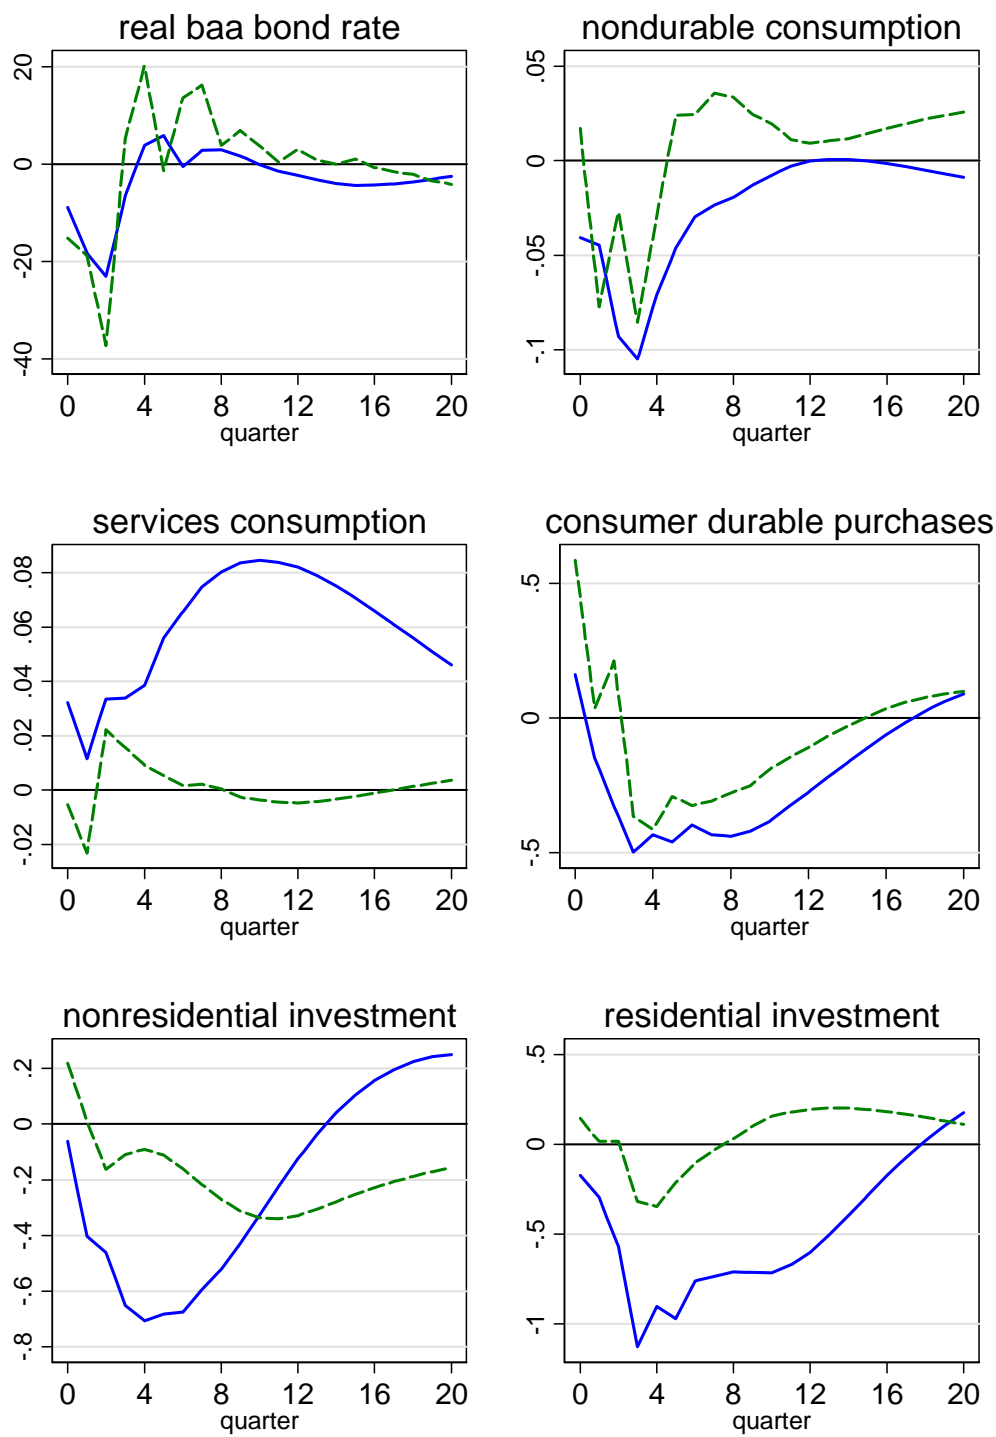 real baa bond rate
20
0
-20
-40
0 4 8 12 16 20
quarter
nondurable consumption
.05
0
-.05
-.1
0 4 8 12 16 20
quarter
services consumption
.08
.06
.04
.02
0
-.02
0 4 8 12 16 20
quarter
consumer durable purchases
.5
0
-.5
0 4 8 12 16 20
quarter
nonresidential investment
.2
0
-.2
-.4
-.6
-.8
0 4 8 12 16 20
quarter
residential investment
.5
0
-.5
-1
0 4 8 12 16 20
quarter